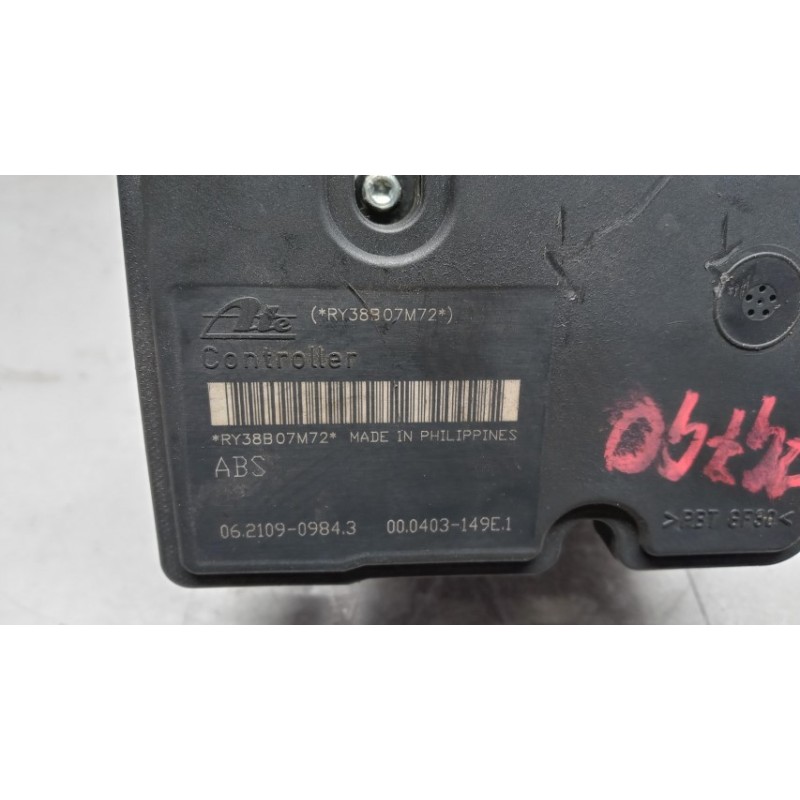 Ate (*RY38B07M72*)
Controller
*RY38B07M72* MADE IN PHILIPPINES
ABS
06.2109-0984.3 00.0403-149E.1